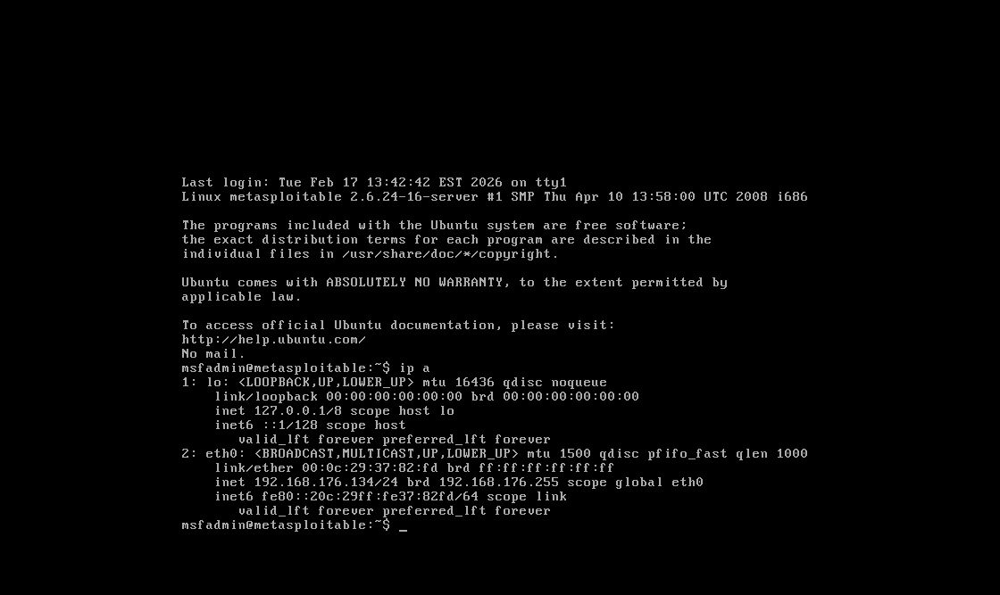 Last login: Tue Feb 17 13:42:42 EST 2026 on tty1
Linux metasploitable 2.6.24-16-server #1 SMP Thu Apr 10 13:58:00 UTC 2008 i686

The programs included with the Ubuntu system are free software;
the exact distribution terms for each program are described in the
individual files in /usr/share/doc/*/copyright.

Ubuntu comes with ABSOLUTELY NO WARRANTY, to the extent permitted by
applicable law.

To access official Ubuntu documentation, please visit:
http://help.ubuntu.com/
No mail.
msfadmin@metasploitable:~$ ip a
1: lo: <LOOPBACK,UP,LOWER_UP> mtu 16436 qdisc noqueue
    link/loopback 00:00:00:00:00:00 brd 00:00:00:00:00:00
    inet 127.0.0.1/8 scope host lo
    inet6 ::1/128 scope host
       valid_lft forever preferred_lft forever
2: eth0: <BROADCAST,MULTICAST,UP,LOWER_UP> mtu 1500 qdisc pfifo_fast qlen 1000
    link/ether 00:0c:29:37:82:fd brd ff:ff:ff:ff:ff:ff
    inet 192.168.176.134/24 brd 192.168.176.255 scope global eth0
    inet6 fe80::20c:29ff:fe37:82fd/64 scope link
       valid_lft forever preferred_lft forever
msfadmin@metasploitable:~$ _